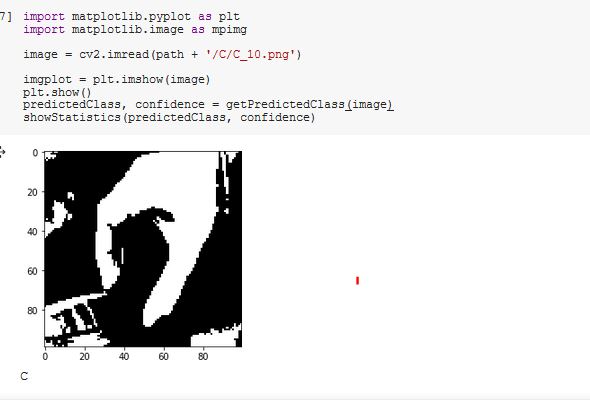 7] import matplotlib.pyplot as plt
import matplotlib.image as mpimg
image = cv2.imread(path + '/C/C_10.png')
imgplot = plt.imshow(image)
plt.show()
predictedClass, confidence = getPredictedClass(image)
showStatistics(predictedClass, confidence)
0
20
40
60
80
0 20 40 60 80
C